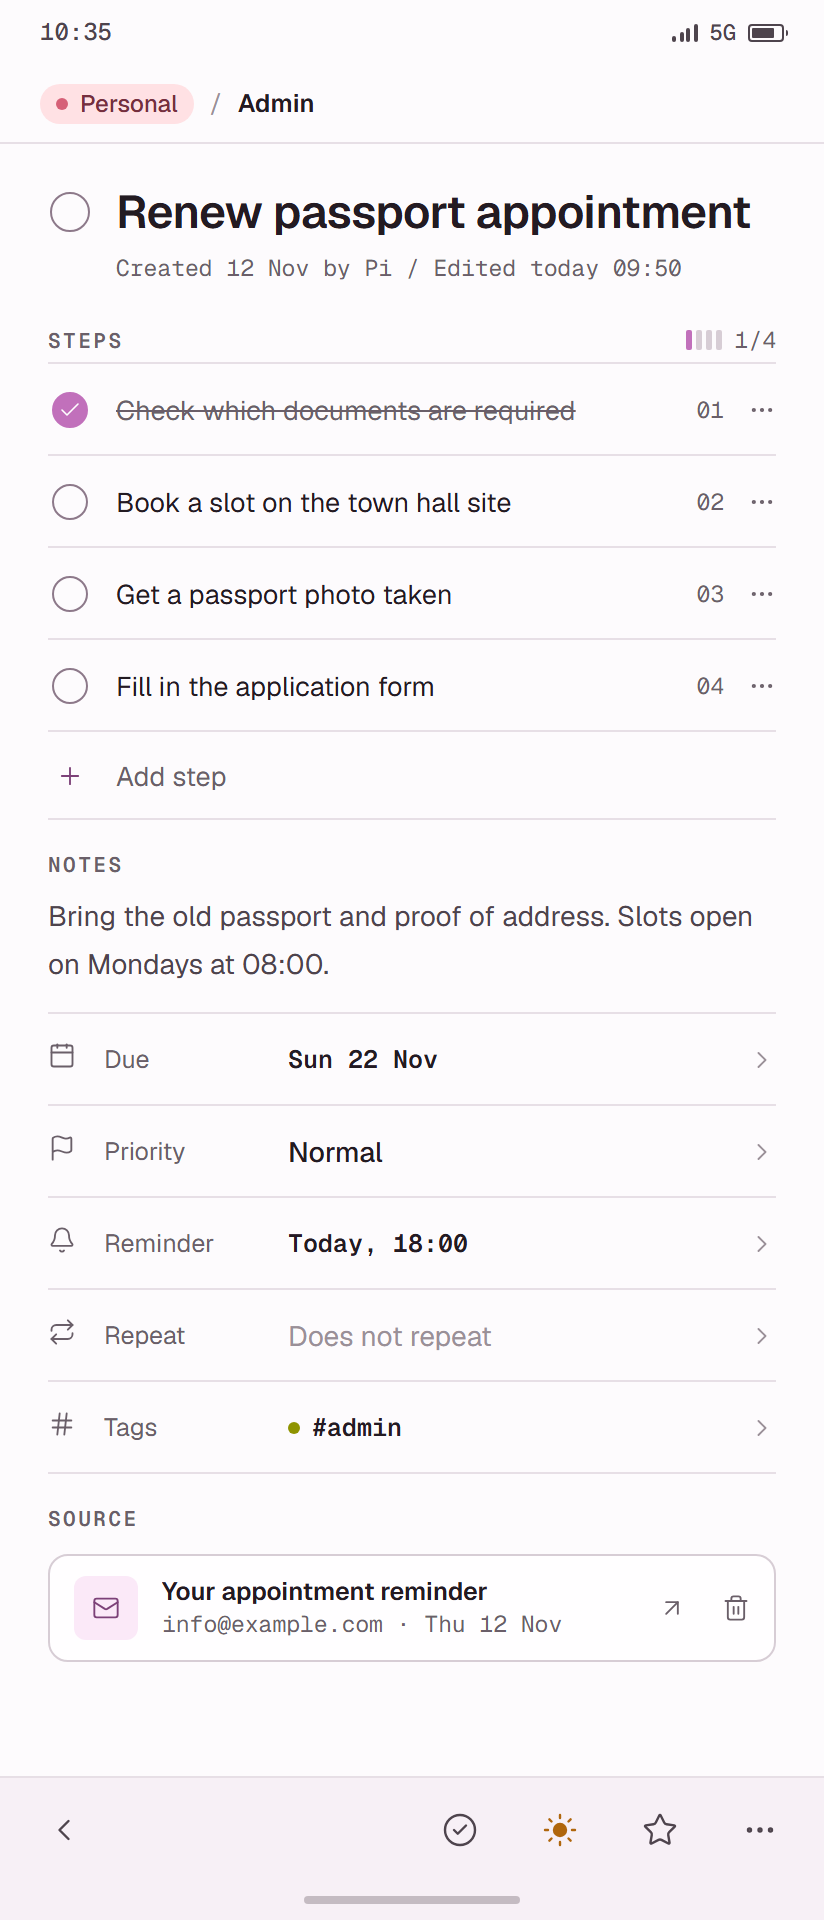 10:35
5G
Personal / Admin
Renew passport appointment
Created 12 Nov by Pi / Edited today 09:50
STEPS 1/4
Check which documents are required 01
Book a slot on the town hall site 02
Get a passport photo taken 03
Fill in the application form 04
Add step
NOTES
Bring the old passport and proof of address. Slots open
on Mondays at 08:00.
Due Sun 22 Nov
Priority Normal
Reminder Today, 18:00
Repeat Does not repeat
Tags #admin
SOURCE
Your appointment reminder
info@example.com · Thu 12 Nov